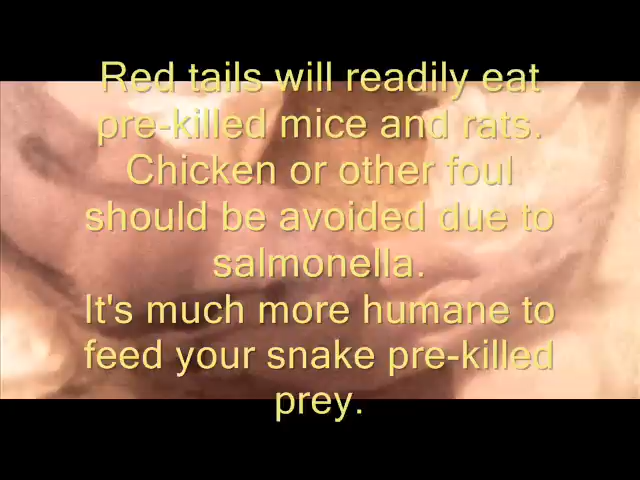 Red tails will readily eat
pre-killed mice and rats.
Chicken or other foul
should be avoided due to
salmonella.
It's much more humane to
feed your snake pre-killed
prey.